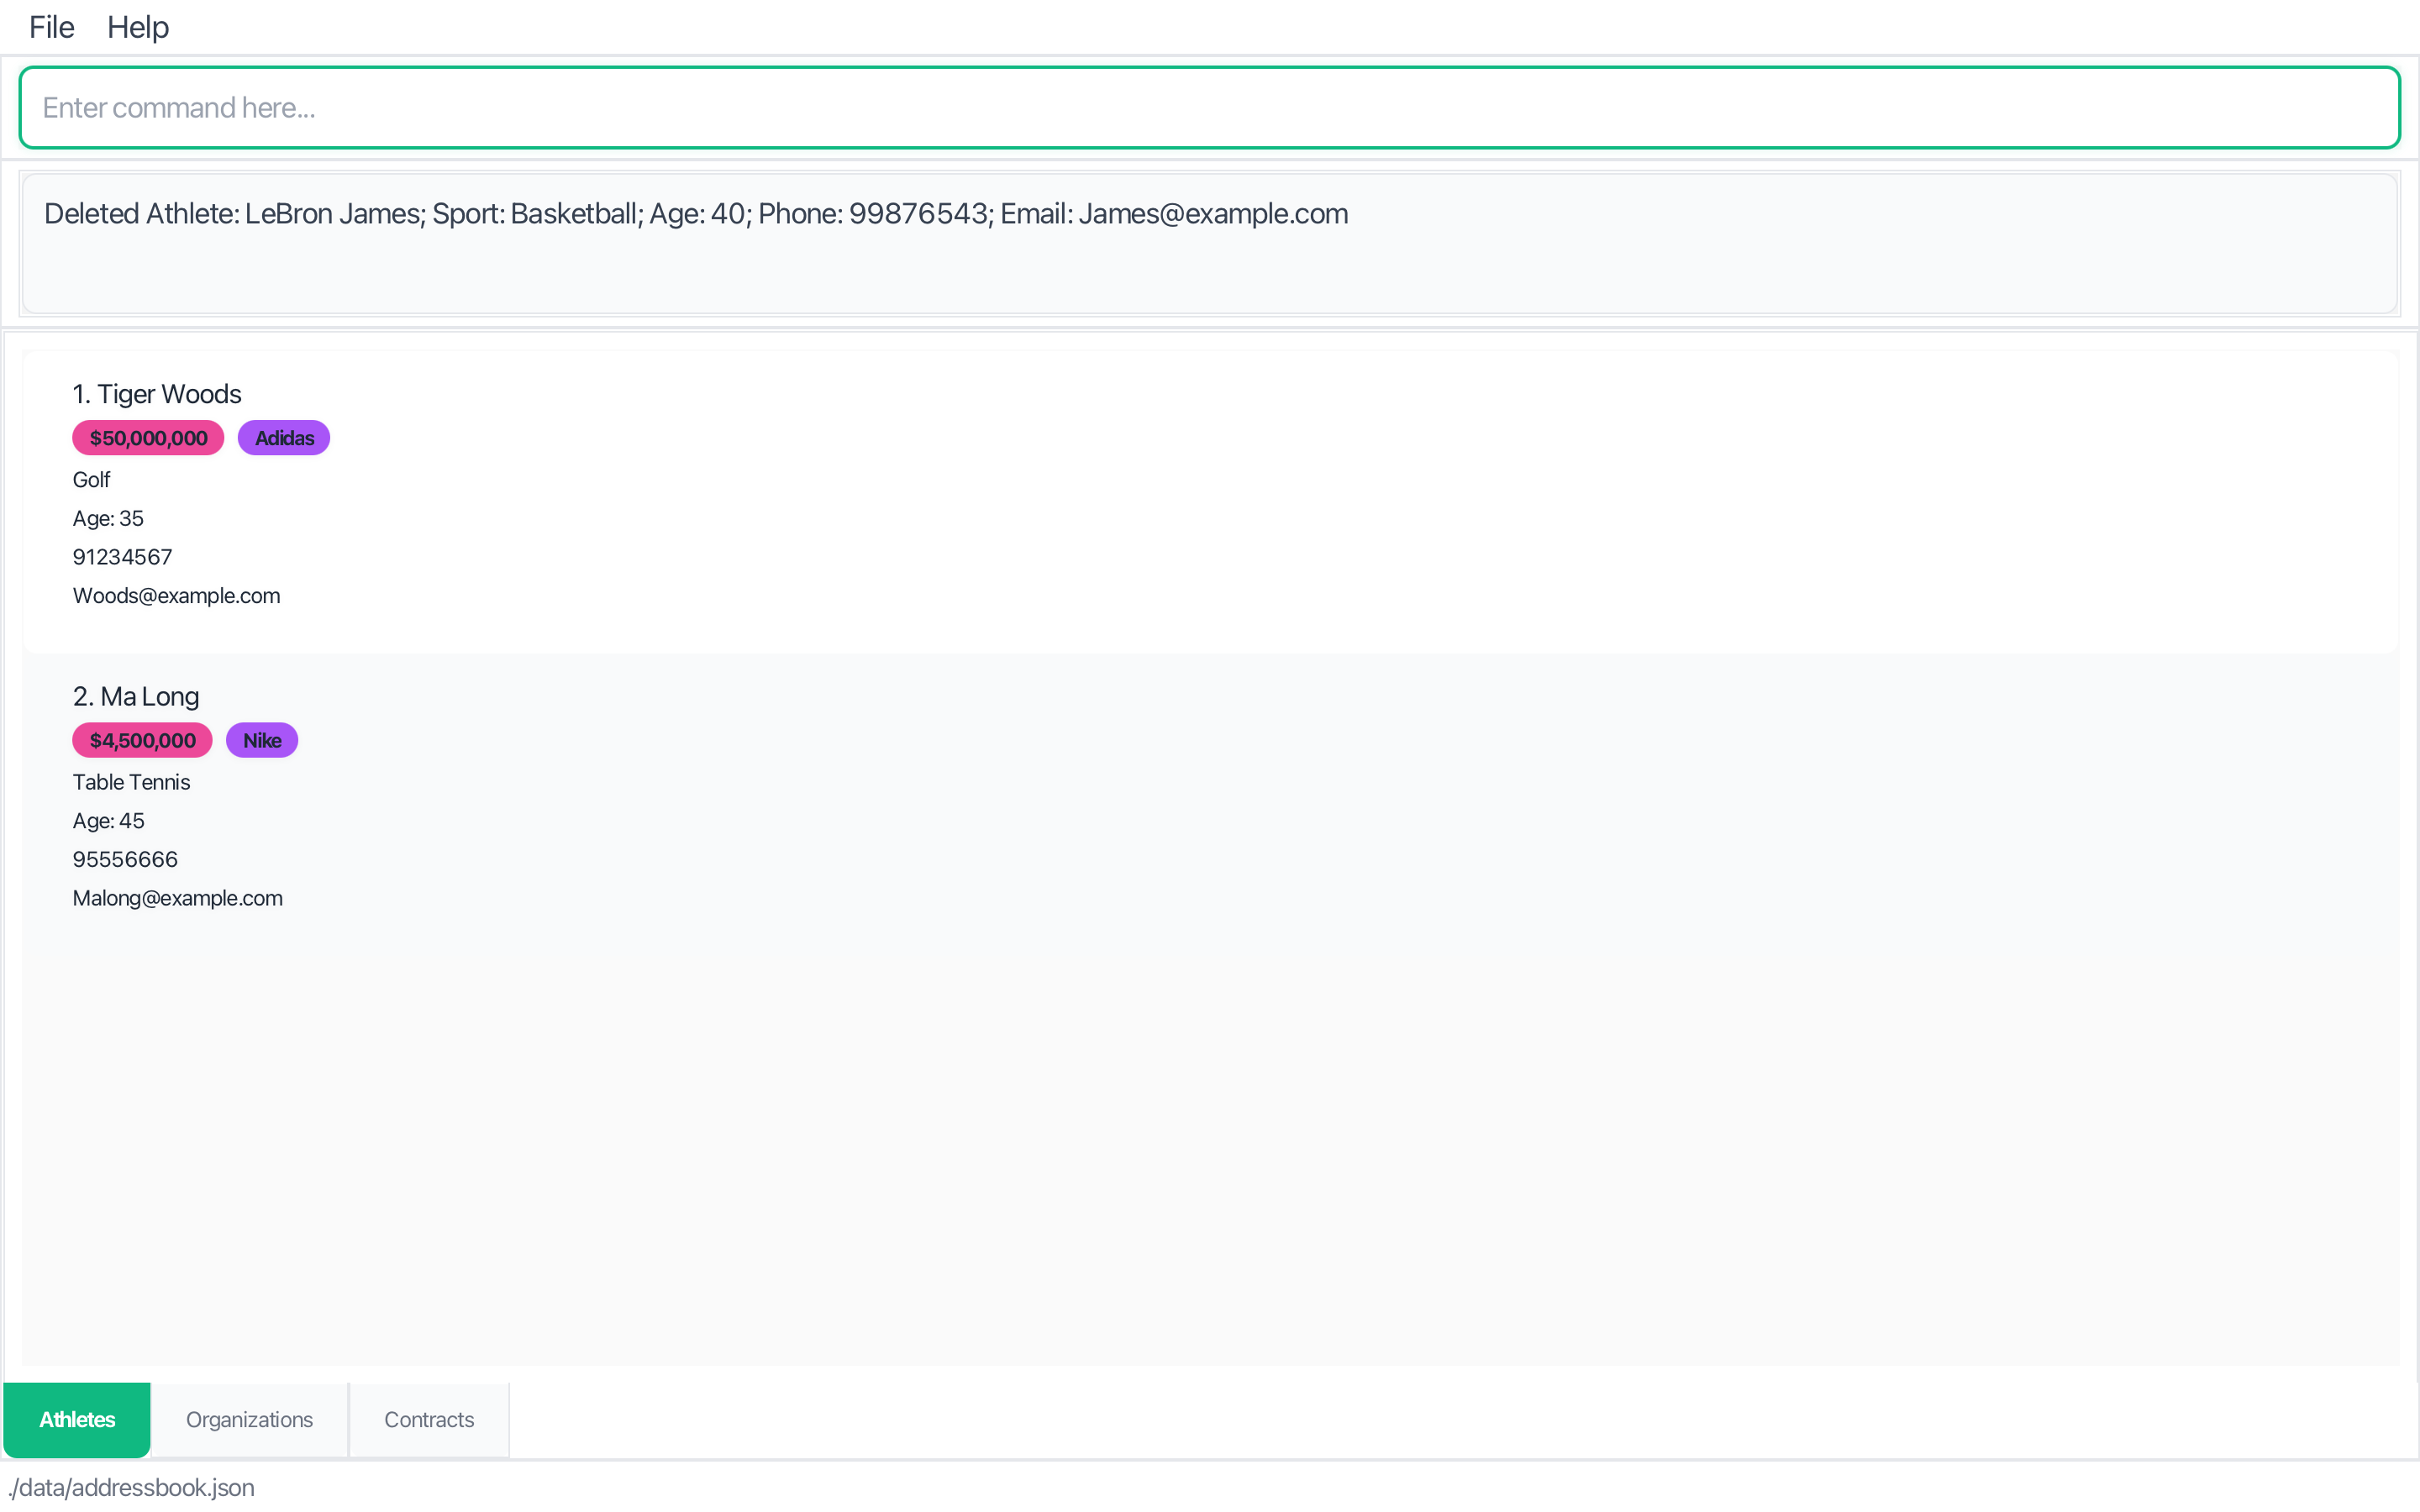 File Help
Enter command here...
Deleted Athlete: LeBron James; Sport: Basketball; Age: 40; Phone: 99876543; Email: James@example.com
1. Tiger Woods
$50,000,000 Adidas
Golf
Age: 35
91234567
Woods@example.com
2. Ma Long
$4,500,000 Nike
Table Tennis
Age: 45
95556666
Malong@example.com
Athletes Organizations Contracts
./data/addressbook.json